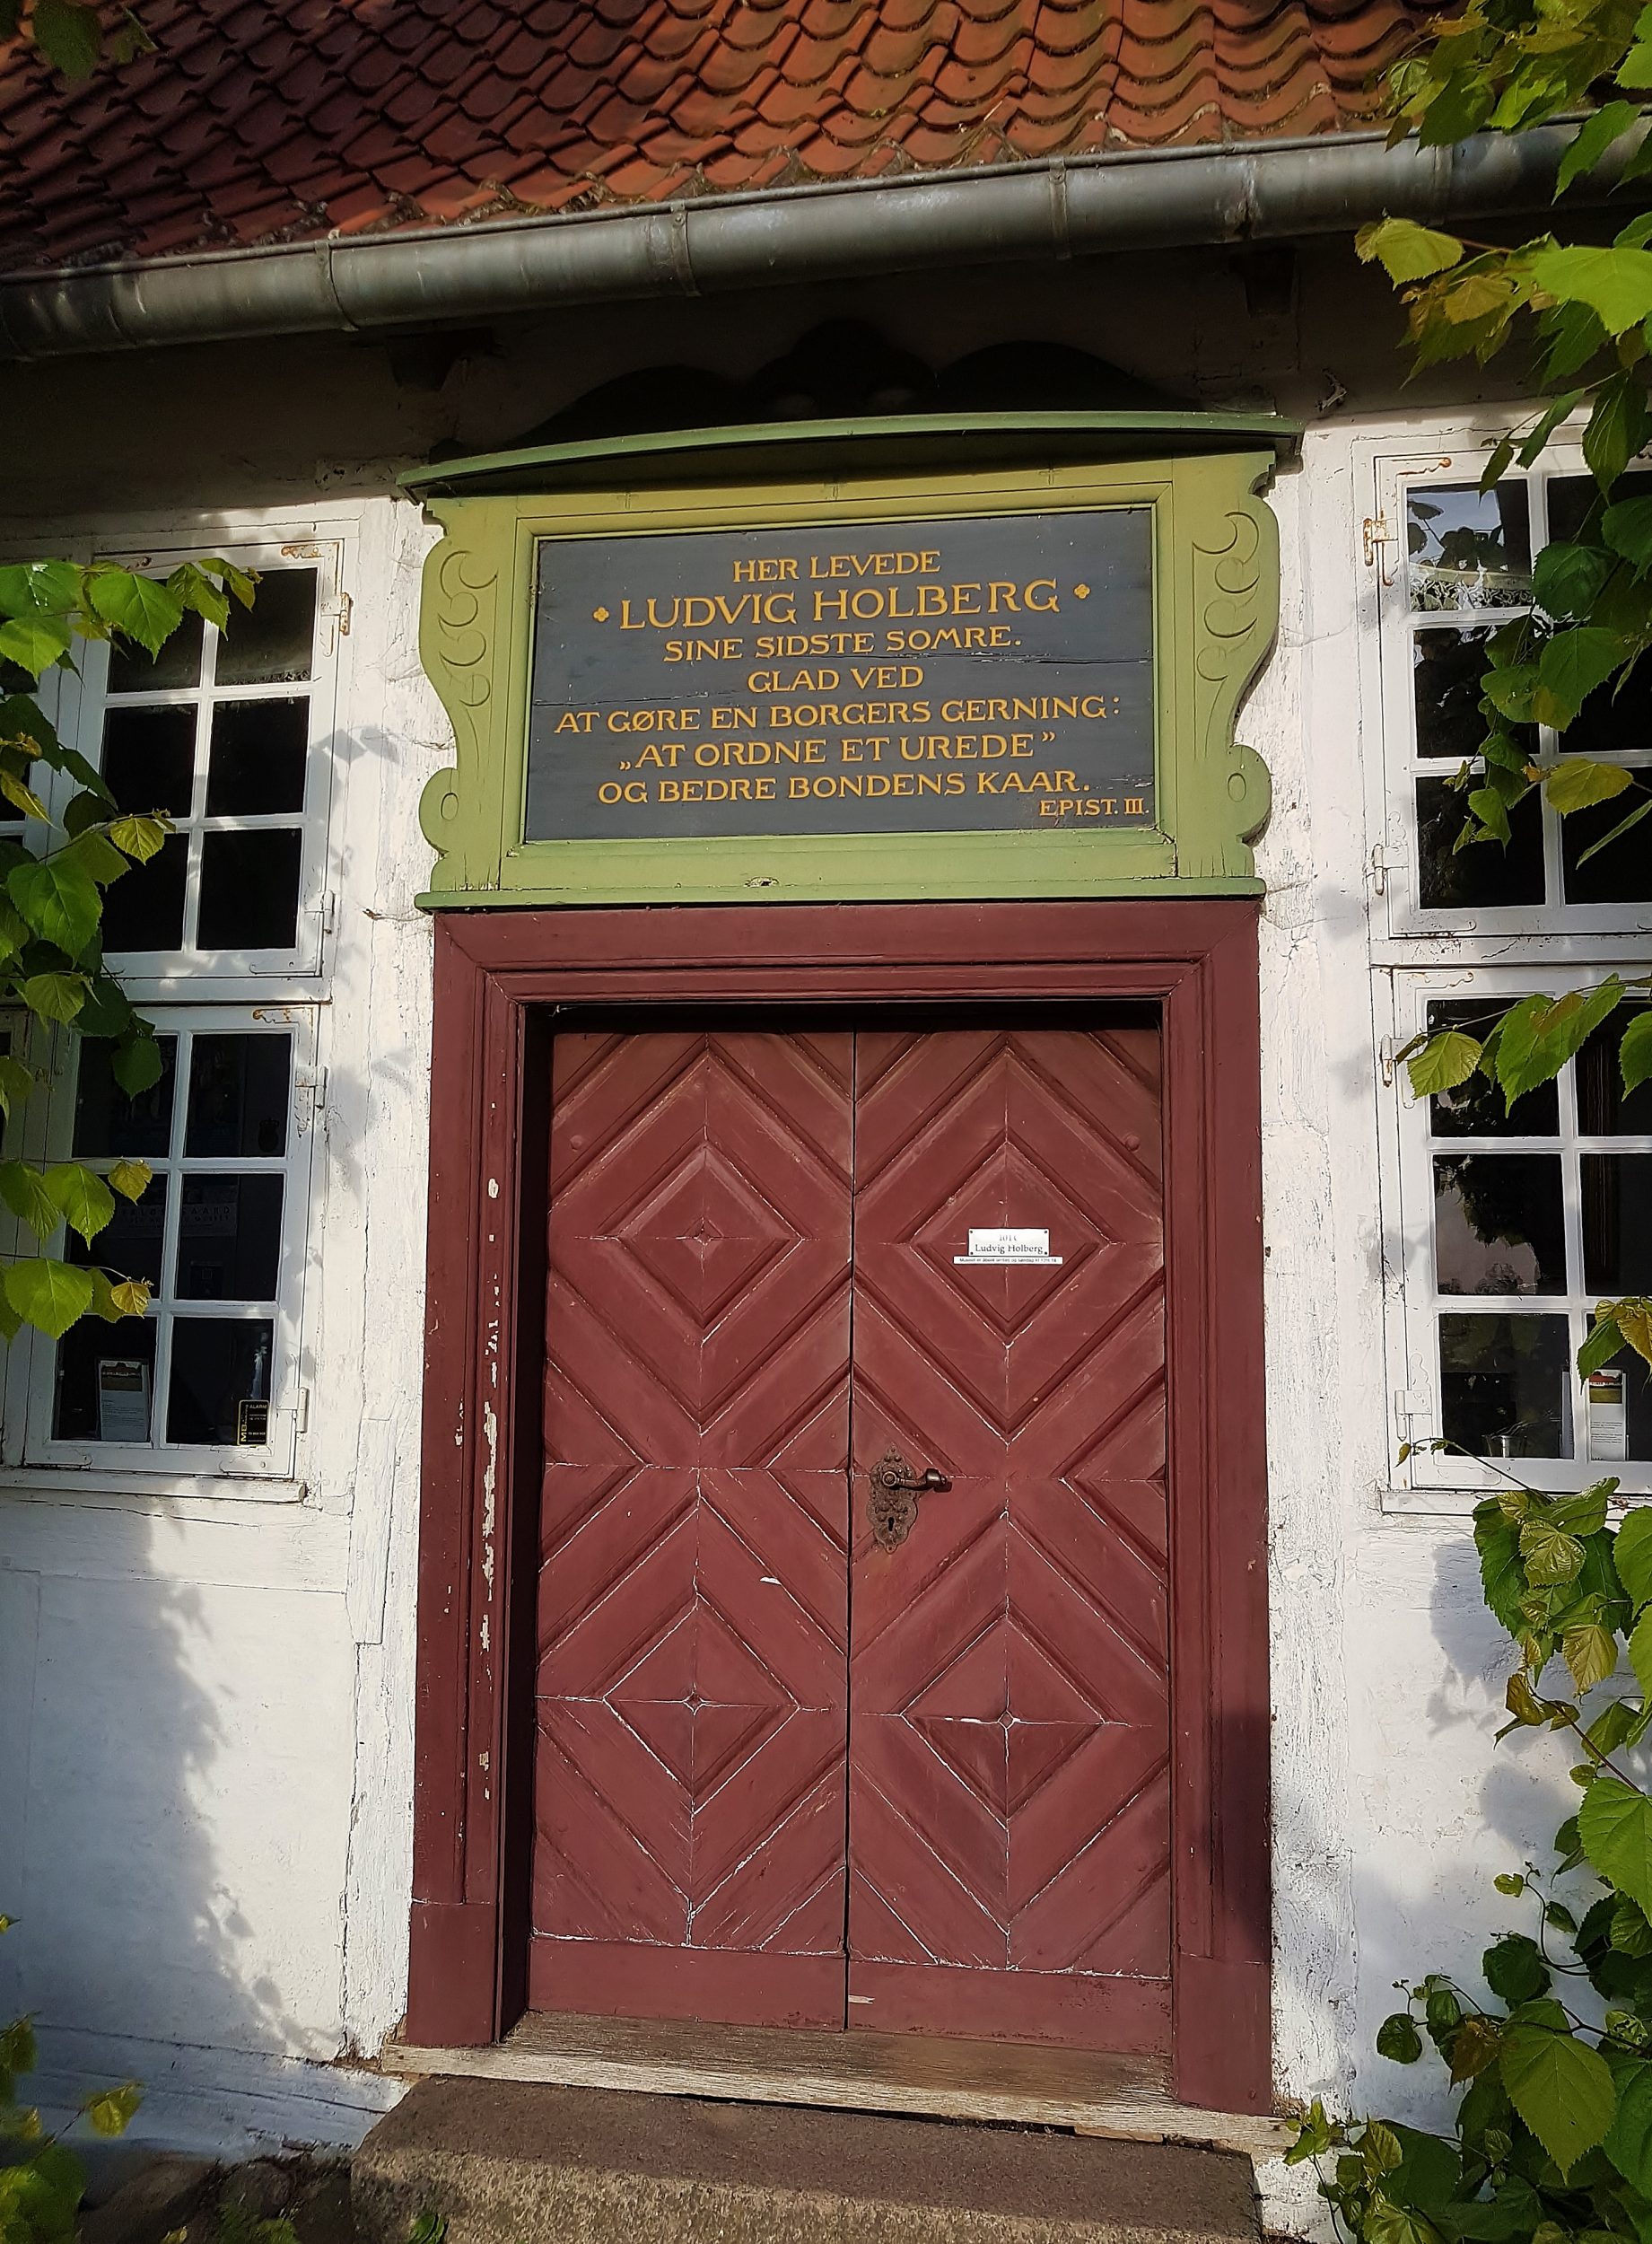 HER LEVEDE
LUDVIG HOLBERG
SINE SIDSTE SOMRE.
GLAD VED
AT GØRE EN BORGERS GERNING:
„AT ORDNE ET UREDE”
OG BEDRE BONDENS KAAR.
EPIST. III.
Ludvig Holberg
ALARM